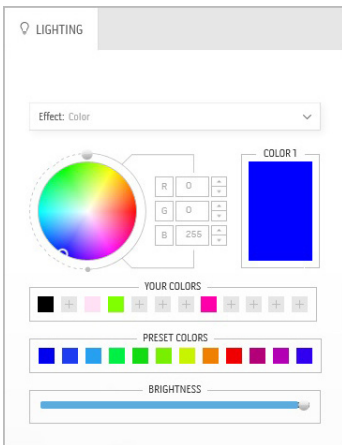 LIGHTING
Effect: Color
COLOR 1
R 0
G 0
B 255
YOUR COLORS
PRESET COLORS
BRIGHTNESS